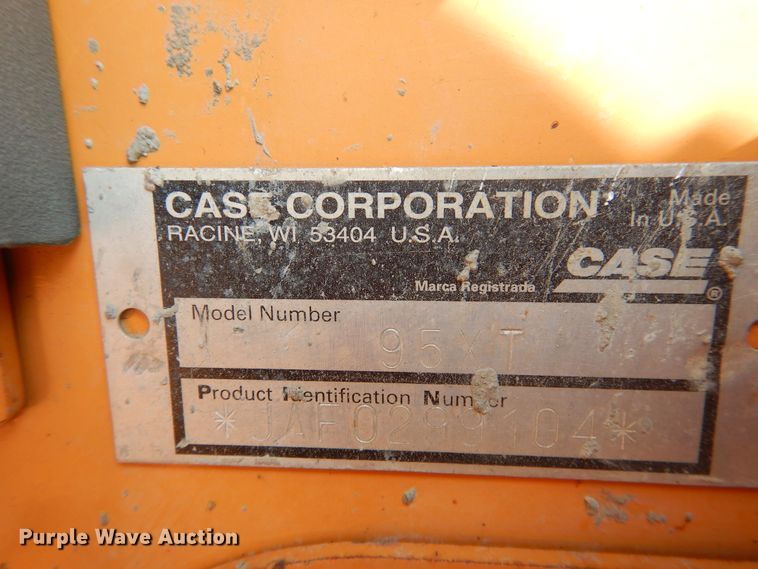 CASE CORPORATION
RACINE, WI 53404 U.S.A.
Made
In U.S.A.
CASE
®
Marca Registrada
Model Number
95XT
Product Identification Number
*JAF0299104*
Purple Wave Auction